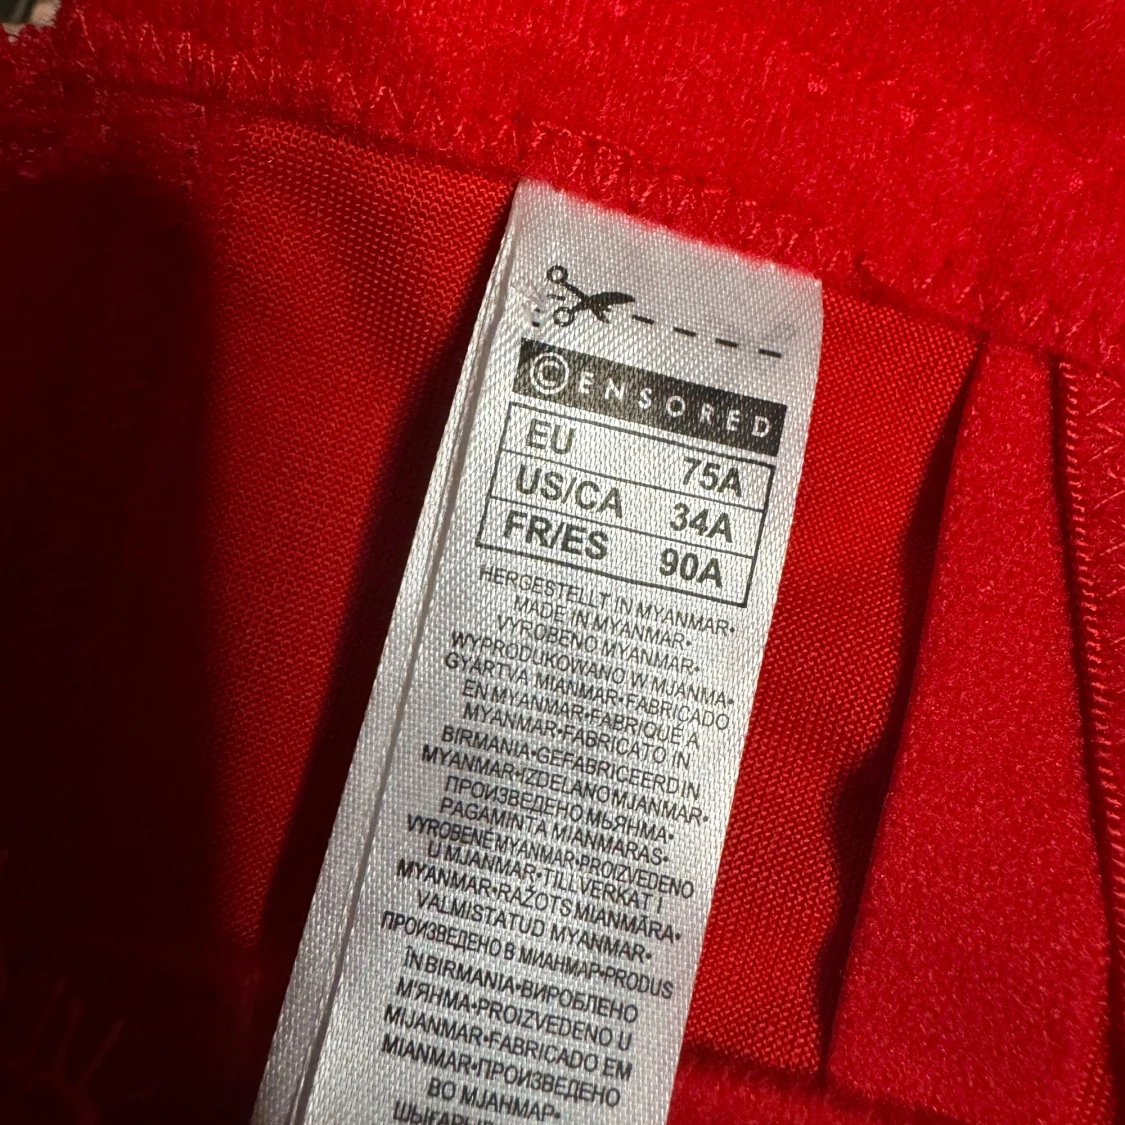 ©ENSORED
EU 75A
US/CA 34A
FR/ES 90A
HERGESTELLT IN MYANMAR•
MADE IN MYANMAR•
VYROBENO MYANMAR•
WYPRODUKOWANO W MJANMA•
GYÁRTVA MIANMAR•FABRICADO
EN MYANMAR•FABRIQUÉ A
MYANMAR•FABRICATO IN
BIRMANIA•GEFABRICEERD IN
MYANMAR•IZDELANO MJANMAR•
ПРОИЗВЕДЕНО МЬЯНМА•
PAGAMINTA MIANMARAS•
VYROBENÉ MYANMAR•PROIZVEDENO
U MJANMAR•TILLVERKAT I
MYANMAR•RAŽOTS MIANMĀRA•
VALMISTATUD MYANMAR•
ПРОИЗВЕДЕНО В МИАНМАР•PRODUS
ÎN BIRMANIA•ВИРОБЛЕНО
М'ЯНМА•PROIZVEDENO U
MIJANMAR•FABRICADO EM
MIANMAR•ПРОИЗВЕДЕНО
ВО МЈАНМАР•